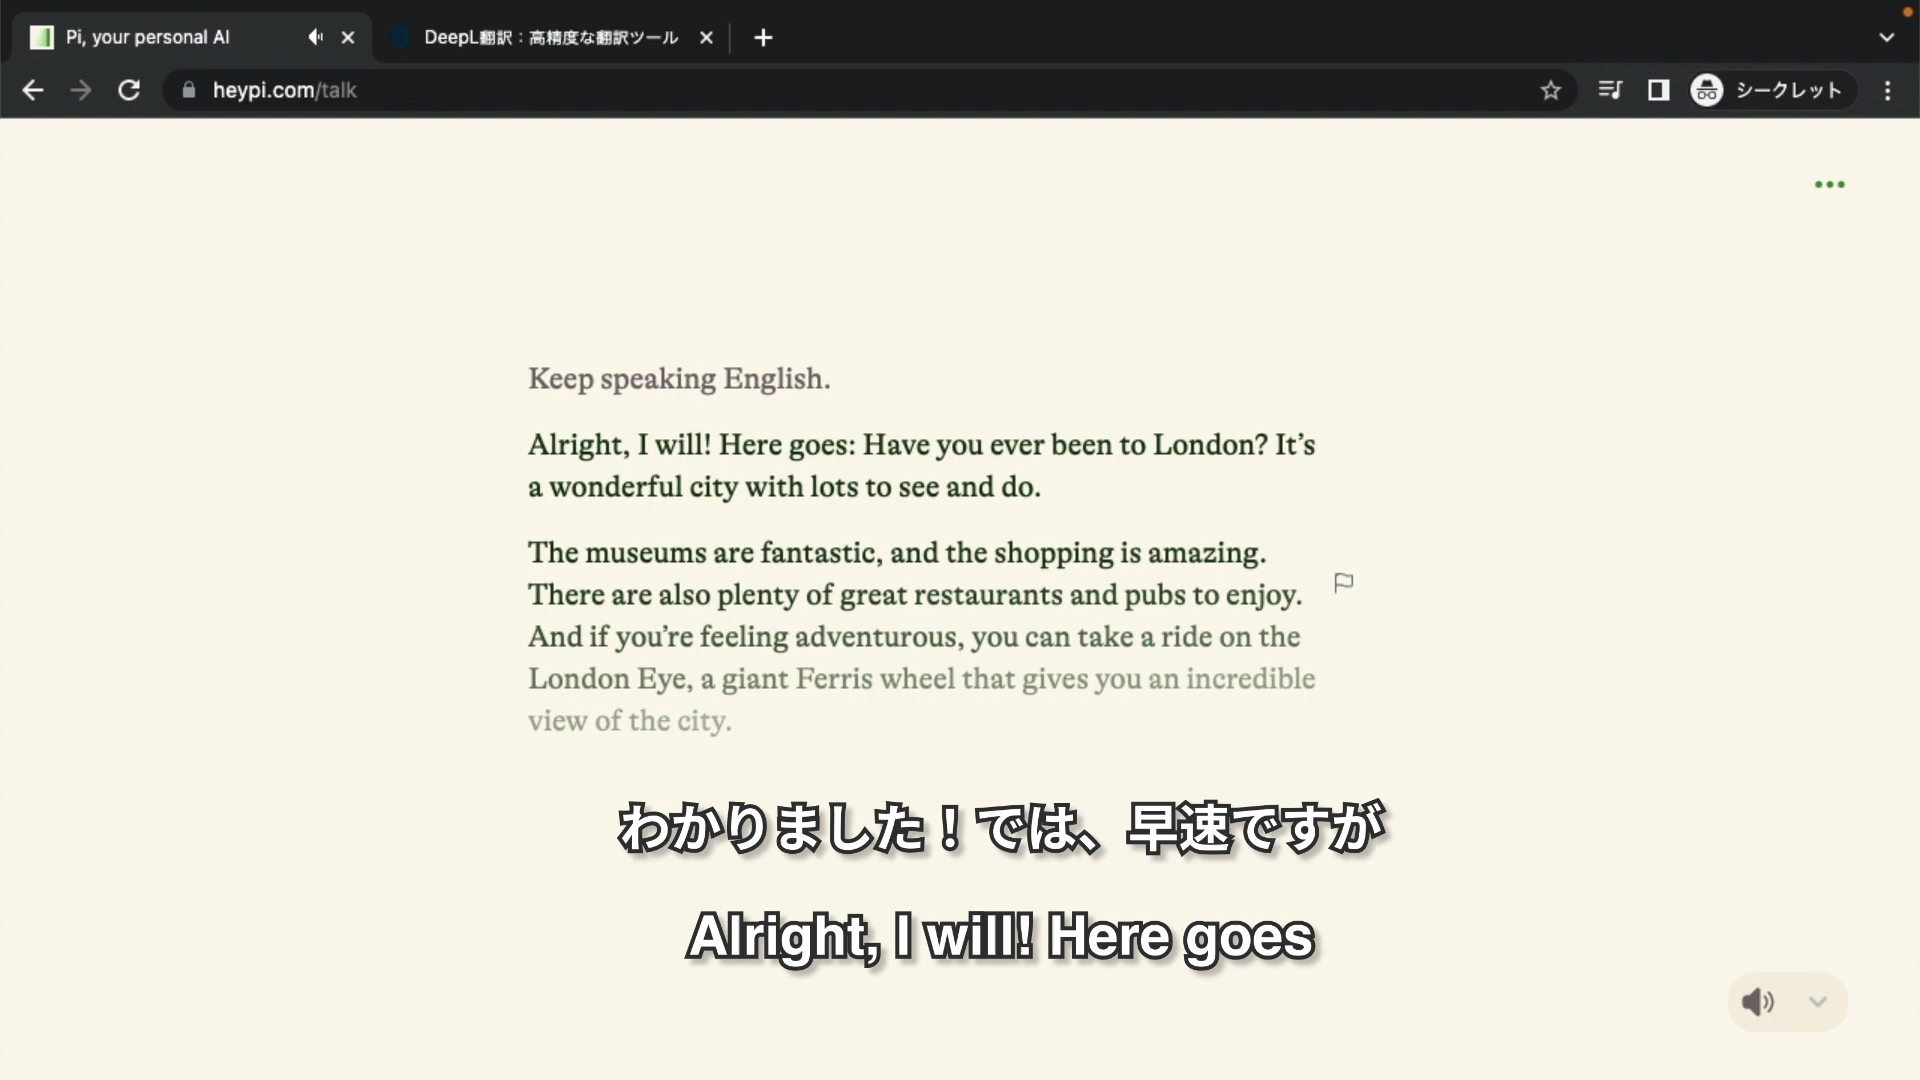 Pi, your personal AI
DeepL翻訳：高精度な翻訳ツール
heypi.com/talk
シークレット
Keep speaking English.
Alright, I will! Here goes: Have you ever been to London? It’s
a wonderful city with lots to see and do.
The museums are fantastic, and the shopping is amazing.
There are also plenty of great restaurants and pubs to enjoy.
And if you’re feeling adventurous, you can take a ride on the
London Eye, a giant Ferris wheel that gives you an incredible
view of the city.
わかりました！では、早速ですが
Alright, I will! Here goes